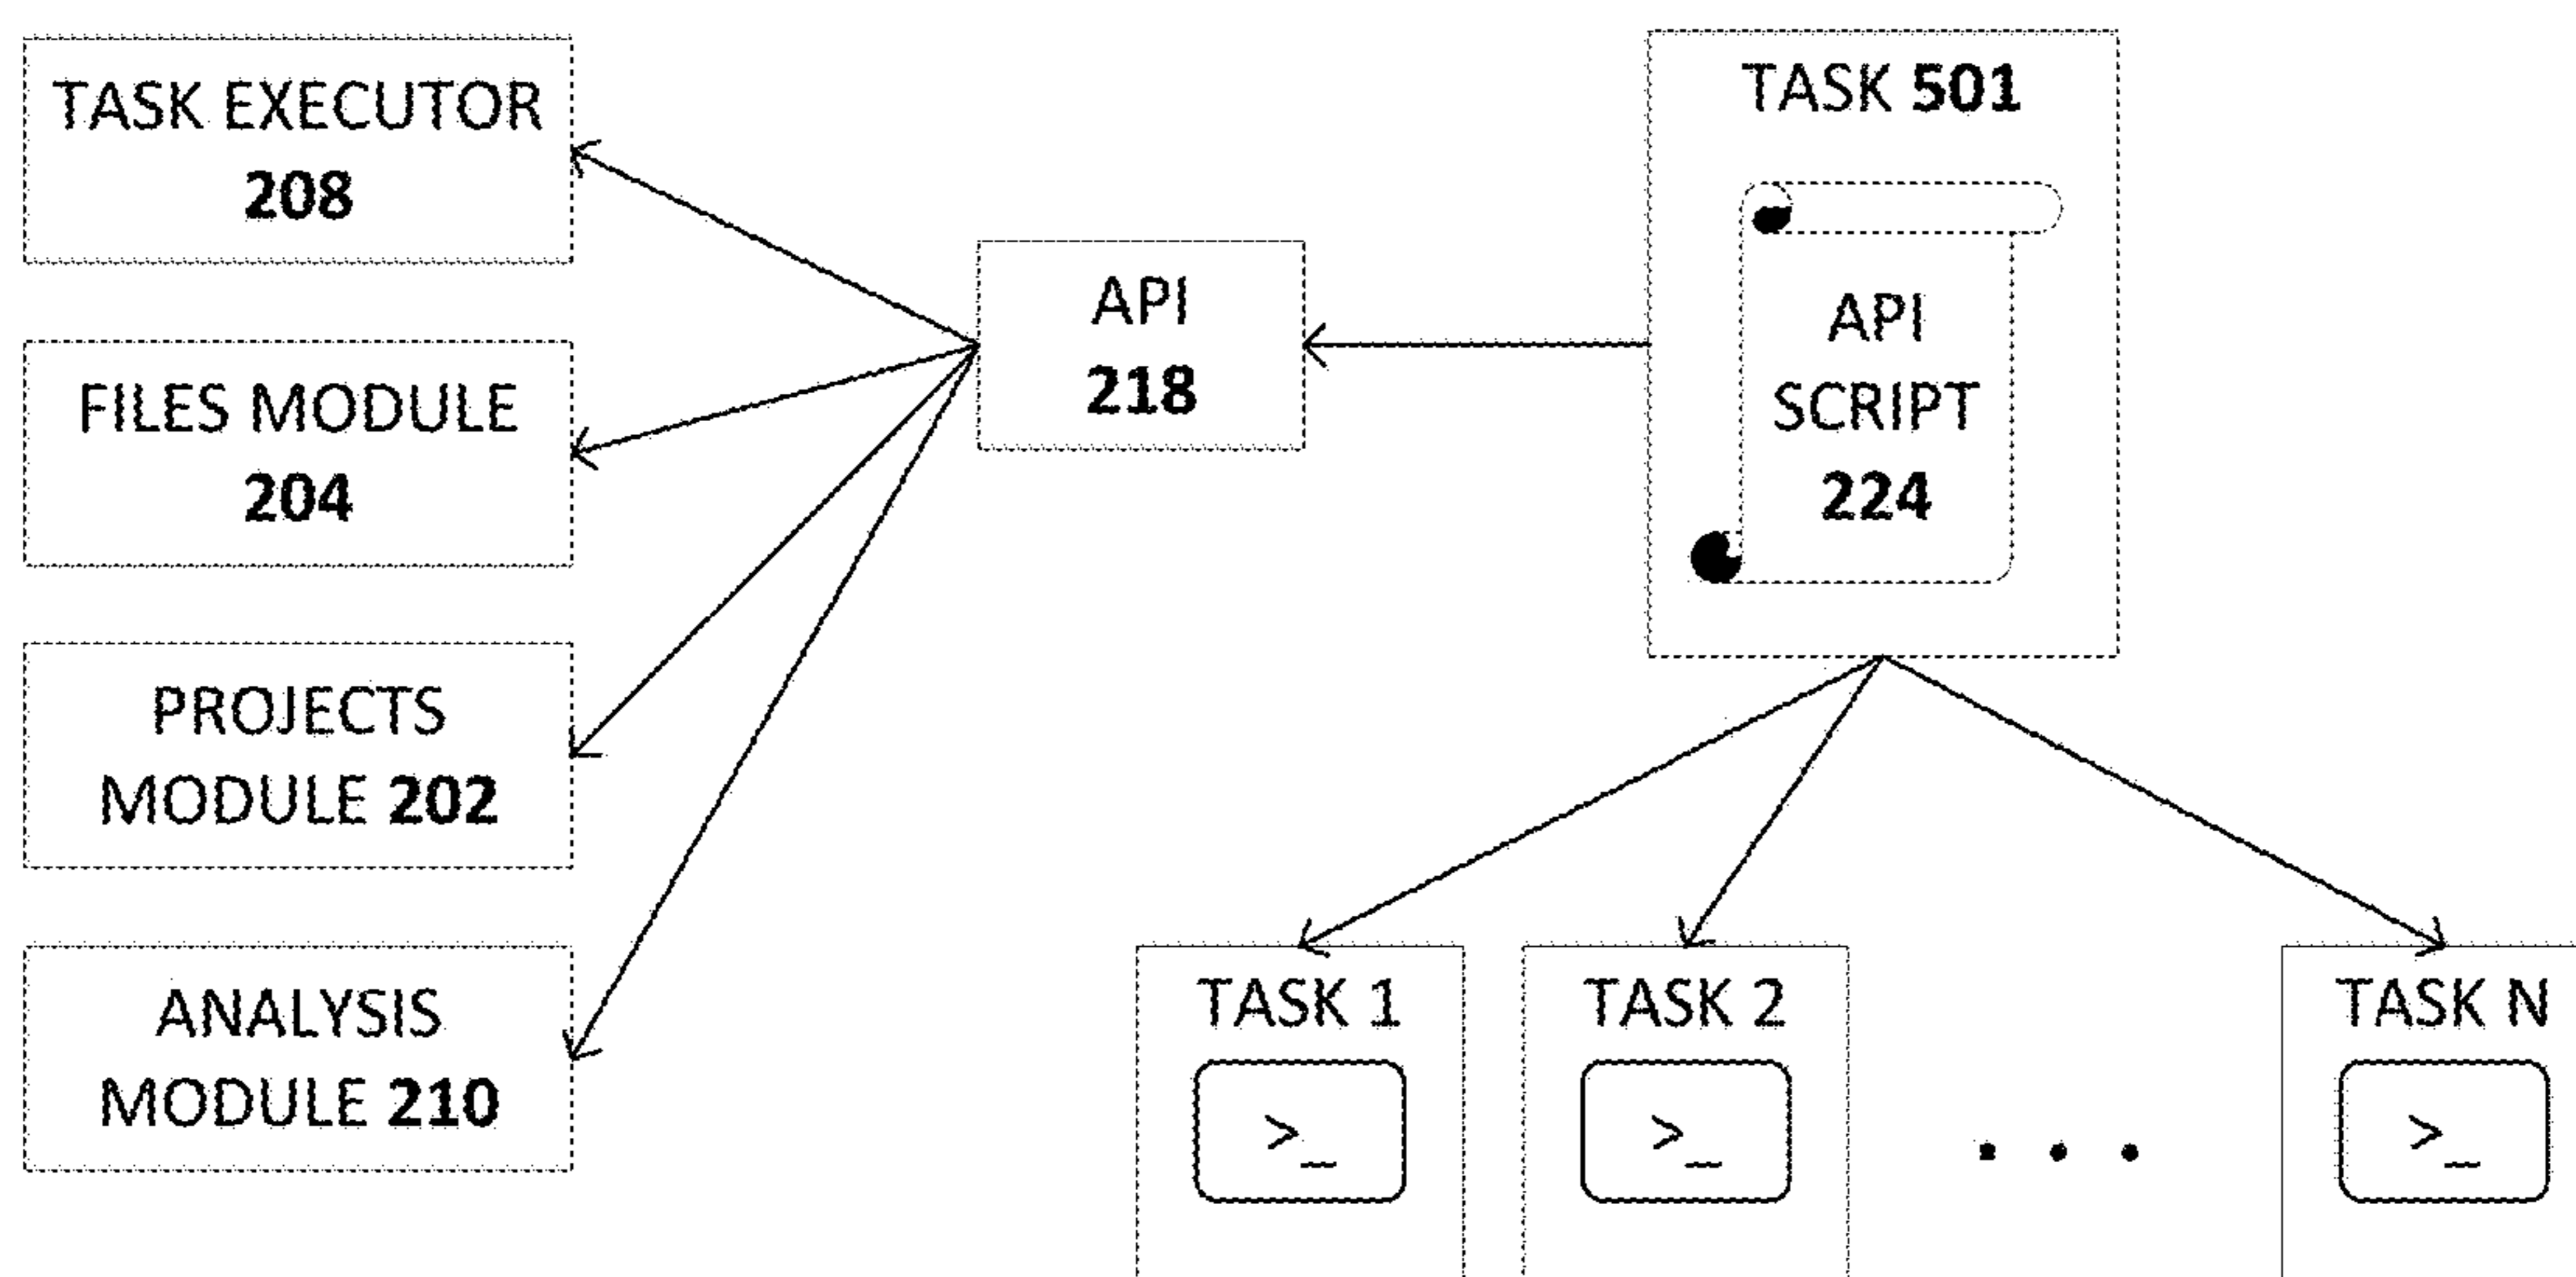 TASK EXECUTOR
208
FILES MODULE
204
PROJECTS
MODULE 202
ANALYSIS
MODULE 210
API
218
TASK 501
API
SCRIPT
224
TASK 1
>_
TASK 2
>_
. . .
TASK N
>_